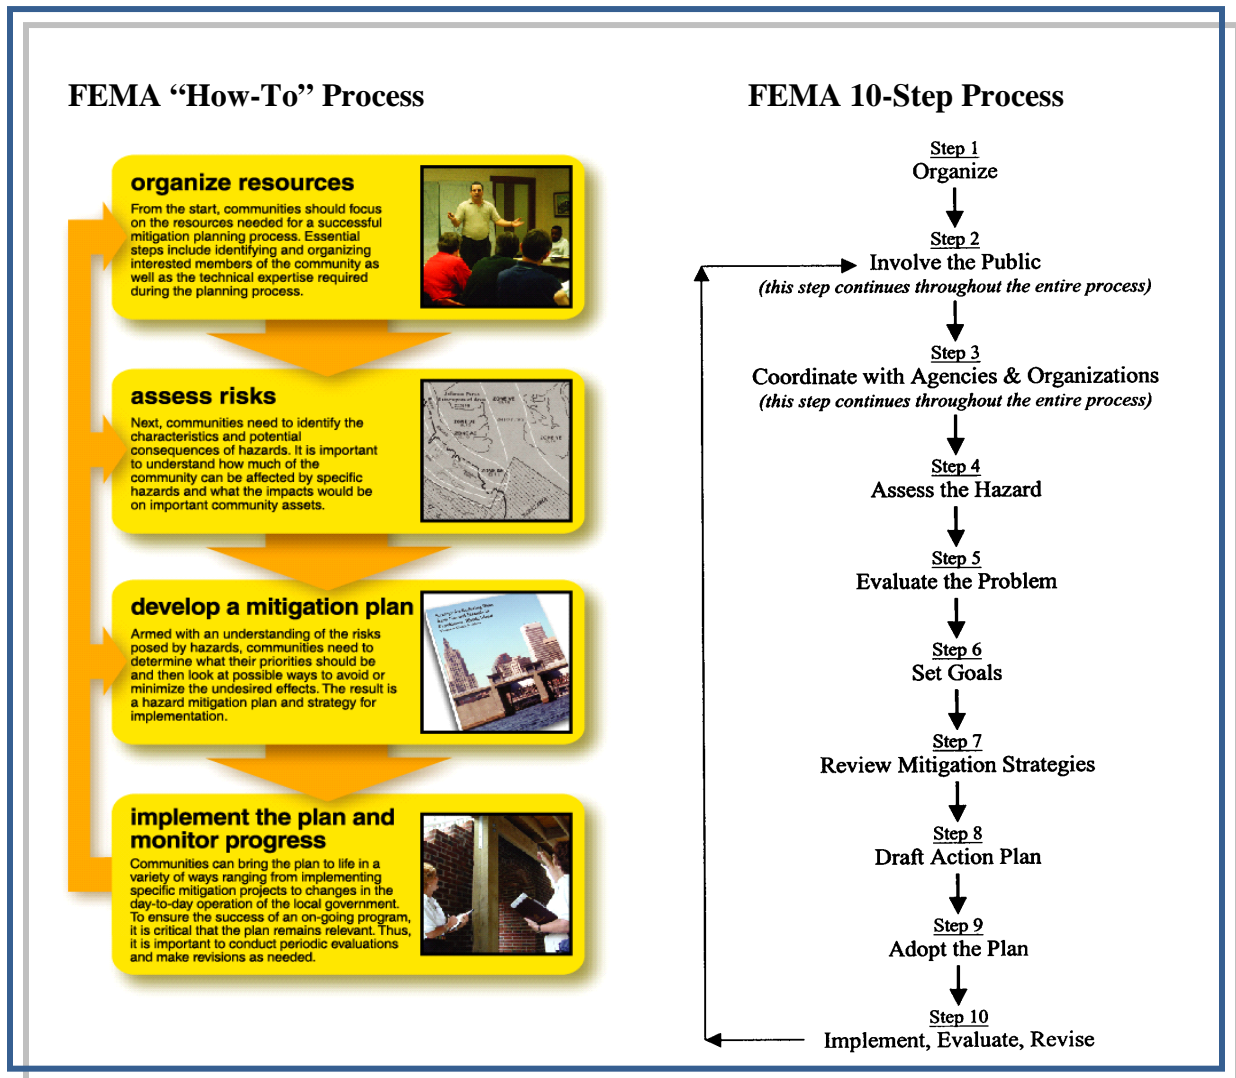 FEMA “How-To” Process
organize resources
From the start, communities should focus
on the resources needed for a successful
mitigation planning process. Essential
steps include identifying and organizing
interested members of the community as
well as the technical expertise required
during the planning process.
assess risks
Next, communities need to identify the
characteristics and potential
consequences of hazards. It is important
to understand how much of the
community can be affected by specific
hazards and what the impacts would be
on important community assets.
ZONE VE
ZONE VE
ZONE AE
develop a mitigation plan
Armed with an understanding of the risks
posed by hazards, communities need to
determine what their priorities should be
and then look at possible ways to avoid or
minimize the undesired effects. The result is
a hazard mitigation plan and strategy for
implementation.
implement the plan and
monitor progress
Communities can bring the plan to life in a
variety of ways ranging from implementing
specific mitigation projects to changes in the
day-to-day operation of the local government.
To ensure the success of an on-going program,
it is critical that the plan remains relevant. Thus,
it is important to conduct periodic evaluations
and make revisions as needed.
FEMA 10-Step Process
Step 1
Organize
Step 2
Involve the Public
(this step continues throughout the entire process)
Step 3
Coordinate with Agencies & Organizations
(this step continues throughout the entire process)
Step 4
Assess the Hazard
Step 5
Evaluate the Problem
Step 6
Set Goals
Step 7
Review Mitigation Strategies
Step 8
Draft Action Plan
Step 9
Adopt the Plan
Step 10
Implement, Evaluate, Revise